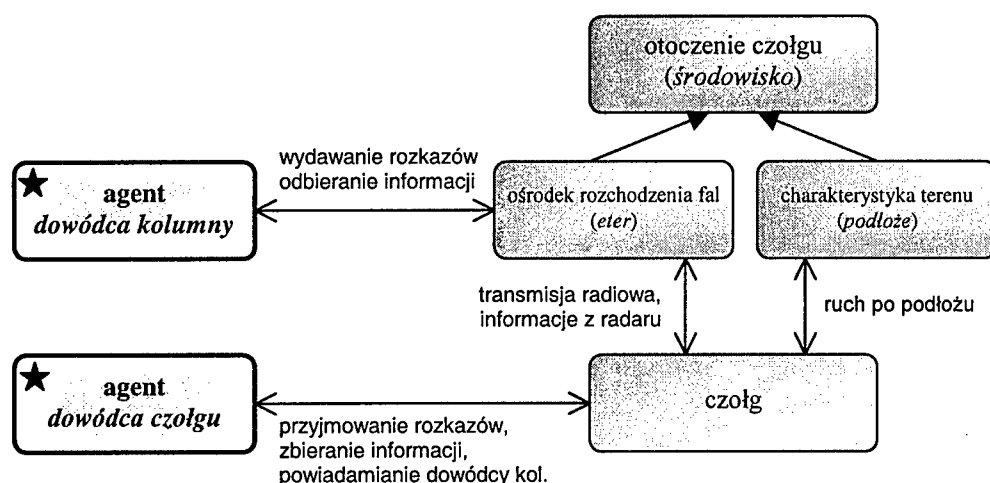 otoczenie czołgu
(środowisko)
wydawanie rozkazów
odbieranie informacji
agent
dowódca kolumny
ośrodek rozchodzenia fal
(eter)
charakterystyka terenu
(podłoże)
transmisja radiowa,
informacje z radaru
ruch po podłożu
agent
dowódca czołgu
czołg
przyjmowanie rozkazów,
zbieranie informacji,
powiadamianie dowódcy kol.